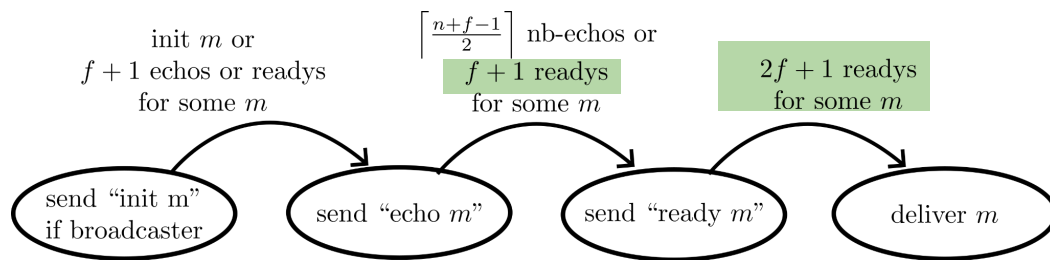 init m or
f + 1 echos or readys
for some m
⌈(n+f−1)/2⌉ nb-echos or
f + 1 readys
for some m
2f + 1 readys
for some m
send “init m”
if broadcaster
send “echo m”
send “ready m”
deliver m